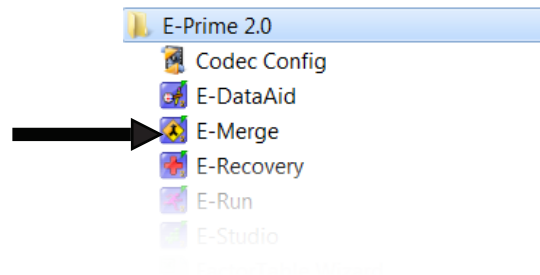 E-Prime 2.0
Codec Config
E-DataAid
E-Merge
E-Recovery
E-Run
E-Studio